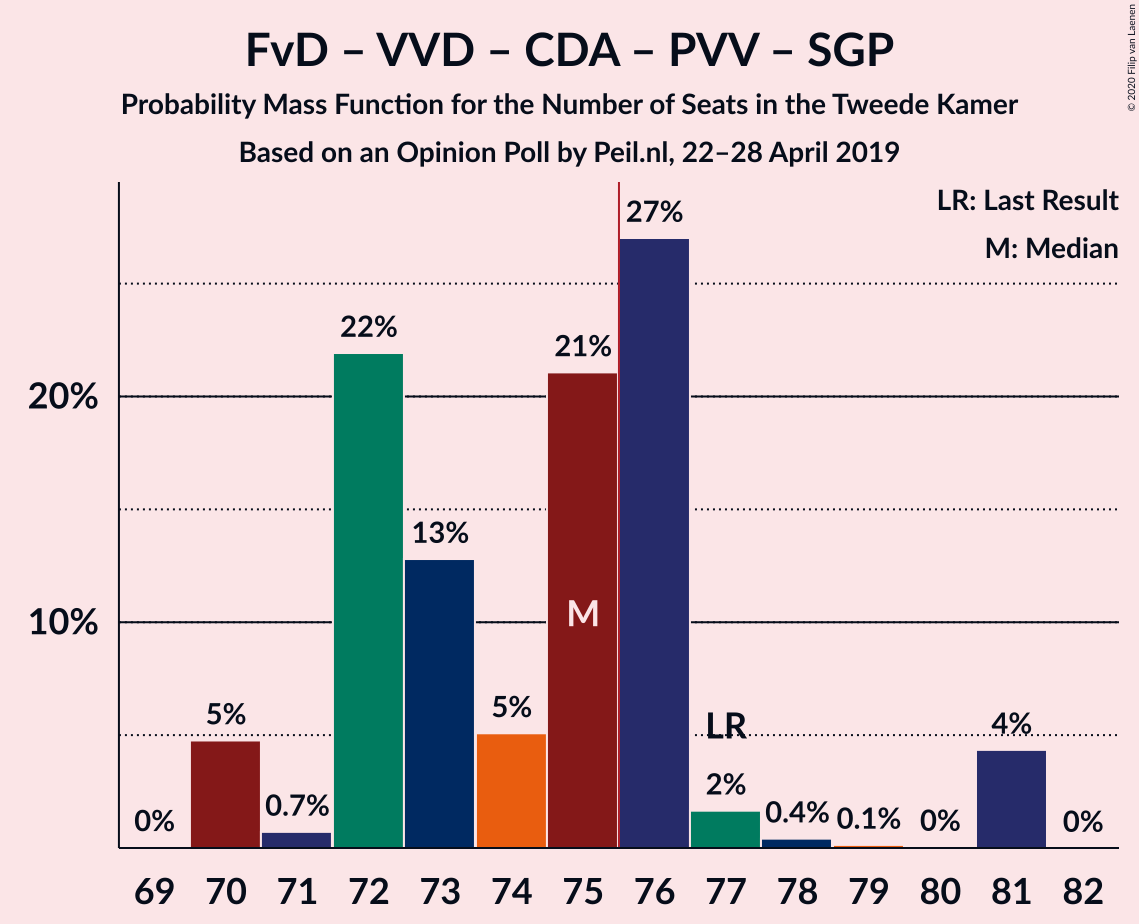 FvD – VVD – CDA – PVV – SGP
Probability Mass Function for the Number of Seats in the Tweede Kamer
Based on an Opinion Poll by Peil.nl, 22–28 April 2019
© 2020 Filip van Laenen
LR: Last Result
M: Median
20%
10%
0%
5%
0.7%
22%
13%
5%
21%
M
27%
LR
2%
0.4%
0.1%
0%
4%
0%
69 70 71 72 73 74 75 76 77 78 79 80 81 82